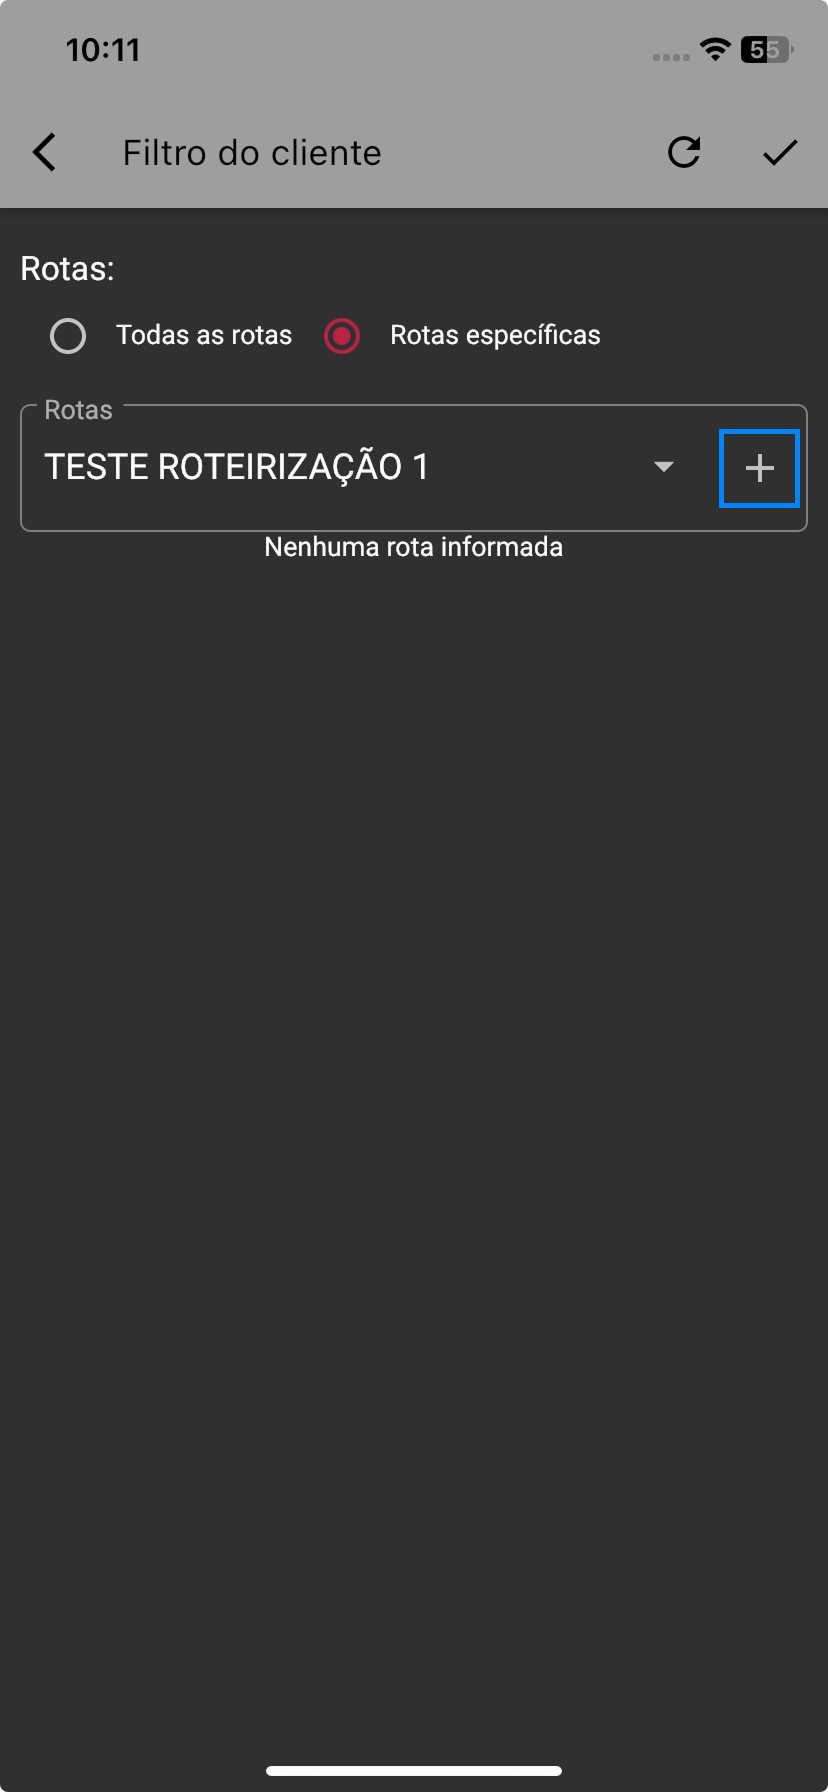 10:11
55
Filtro do cliente
Rotas:
Todas as rotas Rotas específicas
Rotas
TESTE ROTEIRIZAÇÃO 1
Nenhuma rota informada